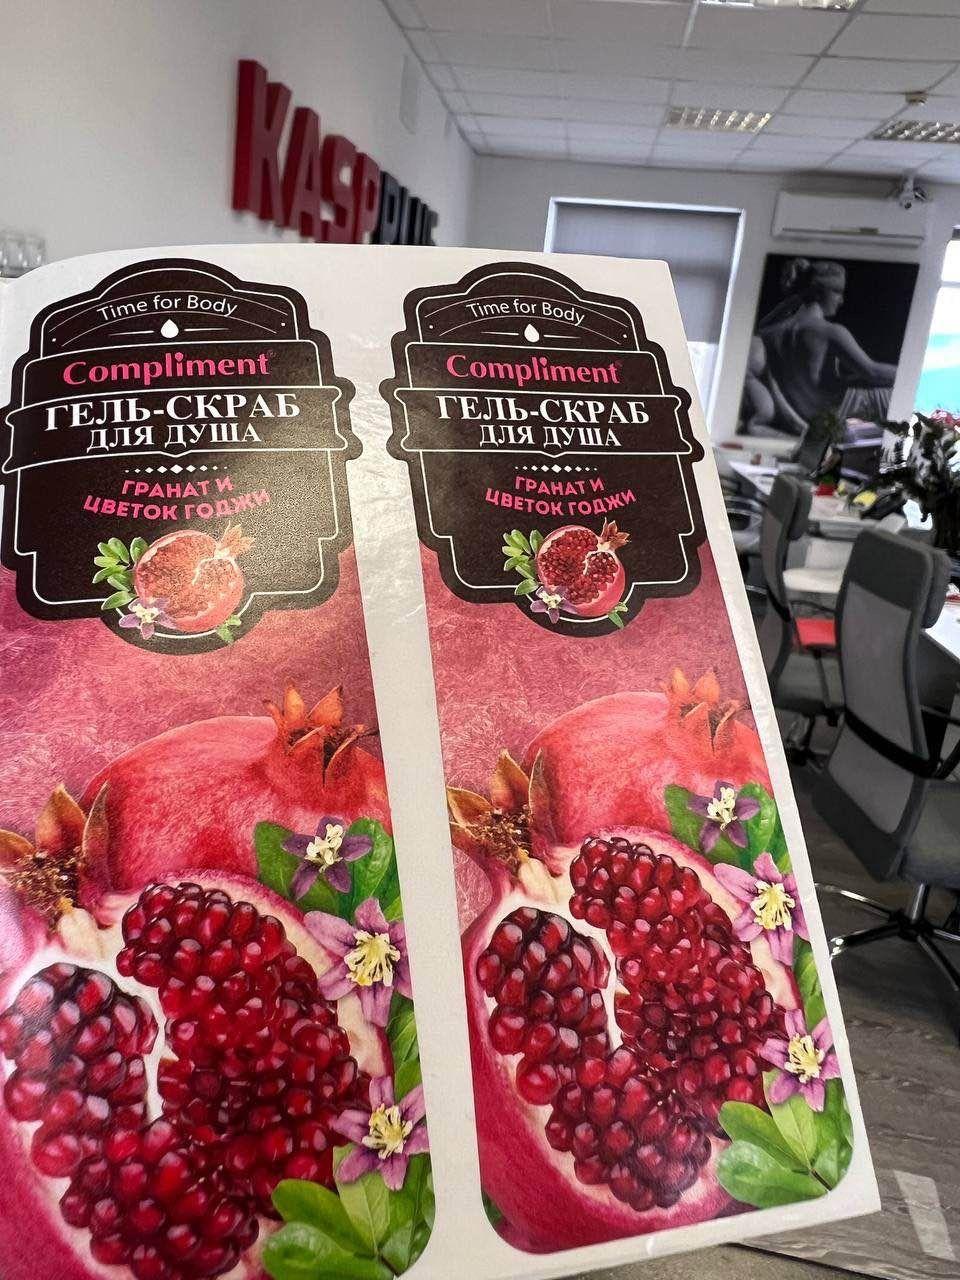 KASP
Time for Body
Compliment®
ГЕЛЬ-СКРАБ
ДЛЯ ДУША
ГРАНАТ И
ЦВЕТОК ГОДЖИ
Time for Body
Compliment
ГЕЛЬ-СКРАБ
ДЛЯ ДУША
ГРАНАТ И
ЦВЕТОК ГОДЖИ